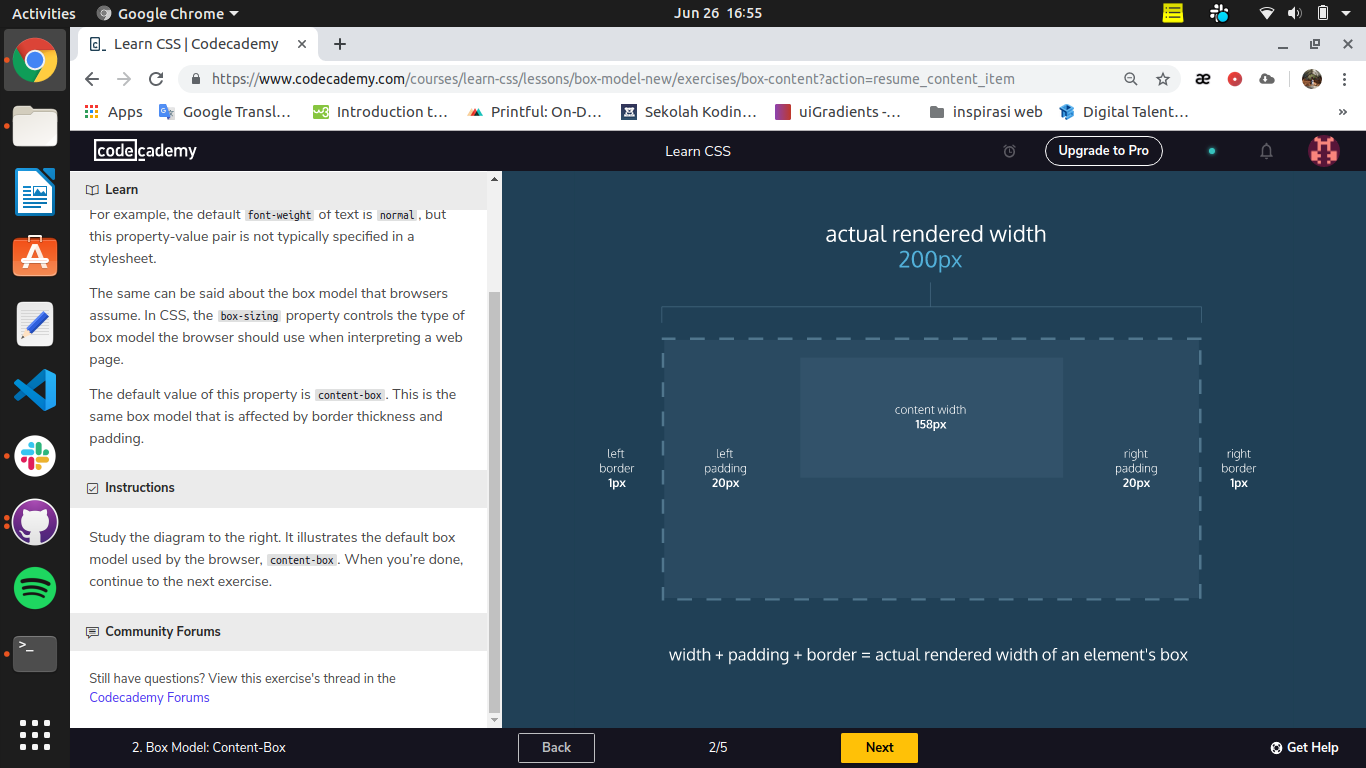 Activities
Google Chrome
Jun 26 16:55
Learn CSS | Codecademy
https://www.codecademy.com/courses/learn-css/lessons/box-model-new/exercises/box-content?action=resume_content_item
Apps
Google Transl...
Introduction t...
Printful: On-D...
Sekolah Kodin...
uiGradients -...
inspirasi web
Digital Talent...
»
codecademy
Learn CSS
Upgrade to Pro
Learn
For example, the default font-weight of text is normal, but
this property-value pair is not typically specified in a
stylesheet.
The same can be said about the box model that browsers
assume. In CSS, the box-sizing property controls the type of
box model the browser should use when interpreting a web
page.
The default value of this property is content-box. This is the
same box model that is affected by border thickness and
padding.
Instructions
Study the diagram to the right. It illustrates the default box
model used by the browser, content-box. When you’re done,
continue to the next exercise.
Community Forums
Still have questions? View this exercise's thread in the
Codecademy Forums
actual rendered width
200px
content width
158px
left
border
1px
left
padding
20px
right
padding
20px
right
border
1px
width + padding + border = actual rendered width of an element's box
2. Box Model: Content-Box
Back
2/5
Next
Get Help